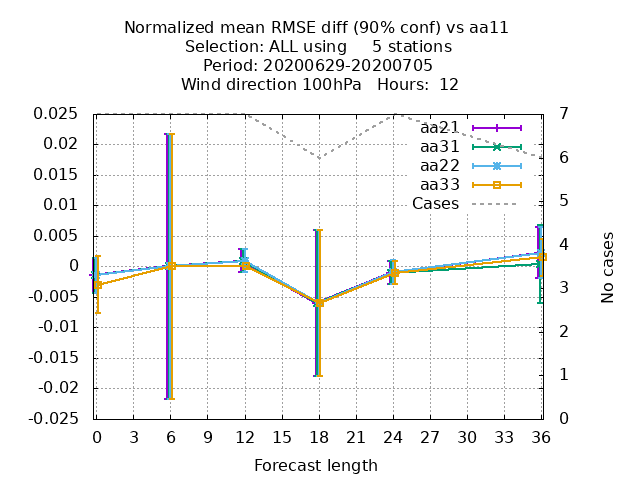 Normalized mean RMSE diff (90% conf) vs aa11
Selection: ALL using     5 stations
Period: 20200629-20200705
Wind direction 100hPa   Hours:  12
0.025
0.02
0.015
0.01
0.005
0
-0.005
-0.01
-0.015
-0.02
-0.025
aa21
aa31
aa22
aa33
Cases
7
6
5
4
3
2
1
0
No cases
0 3 6 9 12 15 18 21 24 27 30 33 36
Forecast length